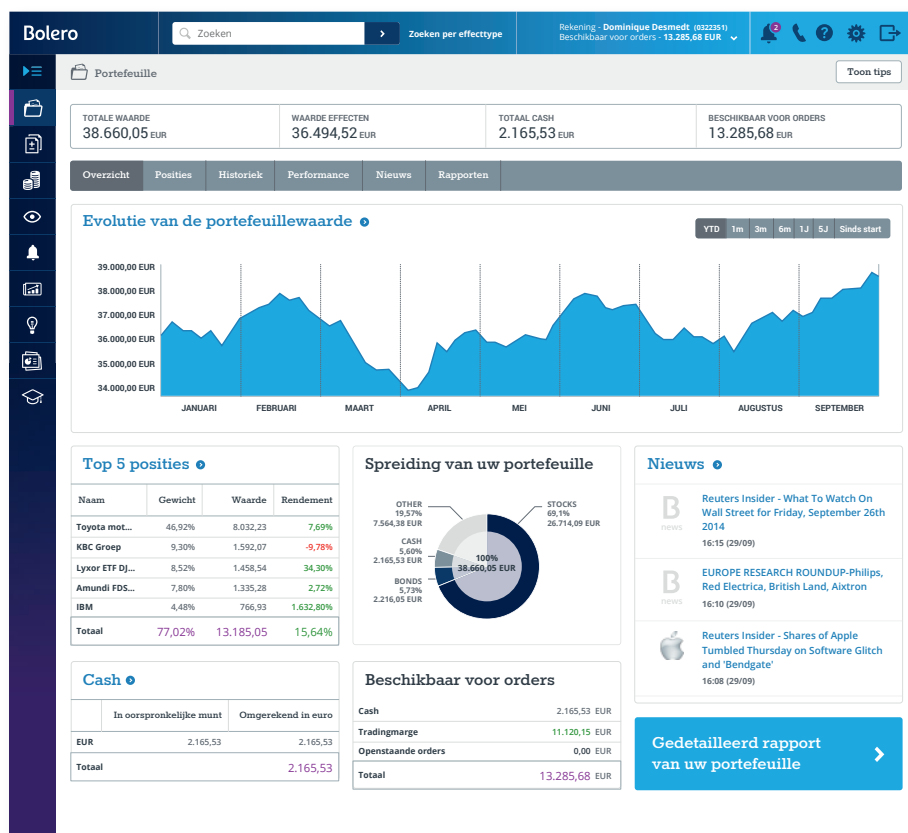 Bolero
Zoeken
Zoeken per effecttype
Rekening - Dominique Desmedt (0322351)
Beschikbaar voor orders - 13.285,68 EUR
2
Portefeuille
Toon tips
TOTALE WAARDE
38.660,05 EUR
WAARDE EFFECTEN
36.494,52 EUR
TOTAAL CASH
2.165,53 EUR
BESCHIKBAAR VOOR ORDERS
13.285,68 EUR
Overzicht Posities Historiek Performance Nieuws Rapporten
Evolutie van de portefeuillewaarde
YTD 1m 3m 6m 1J 5J Sinds start
39.000,00 EUR
38.000,00 EUR
37.000,00 EUR
36.000,00 EUR
35.000,00 EUR
34.000,00 EUR
JANUARI FEBRUARI MAART APRIL MEI JUNI JULI AUGUSTUS SEPTEMBER
Top 5 posities
Naam Gewicht Waarde Rendement
Toyota mot... 46,92% 8.032,23 7,69%
KBC Groep 9,30% 1.592,07 -9,78%
Lyxor ETF DJ... 8,52% 1.458,54 34,30%
Amundi FDS... 7,80% 1.335,28 2,72%
IBM 4,48% 766,93 1.632,80%
Totaal 77,02% 13.185,05 15,64%
Spreiding van uw portefeuille
OTHER
19,57%
7.564,38 EUR
CASH
5,60%
2.165,53 EUR
BONDS
5,73%
2.216,05 EUR
STOCKS
69,1%
26.714,09 EUR
100%
38.660,05 EUR
Nieuws
B
news
Reuters Insider - What To Watch On
Wall Street for Friday, September 26th
2014
16:15 (29/09)
B
news
EUROPE RESEARCH ROUNDUP-Philips,
Red Electrica, British Land, Aixtron
16:10 (29/09)
Reuters Insider - Shares of Apple
Tumbled Thursday on Software Glitch
and 'Bendgate'
16:08 (29/09)
Cash
In oorspronkelijke munt Omgerekend in euro
EUR 2.165,53 2.165,53
Totaal 2.165,53
Beschikbaar voor orders
Cash 2.165,53 EUR
Tradingmarge 11.120,15 EUR
Openstaande orders 0,00 EUR
Totaal 13.285,68 EUR
Gedetailleerd rapport
van uw portefeuille